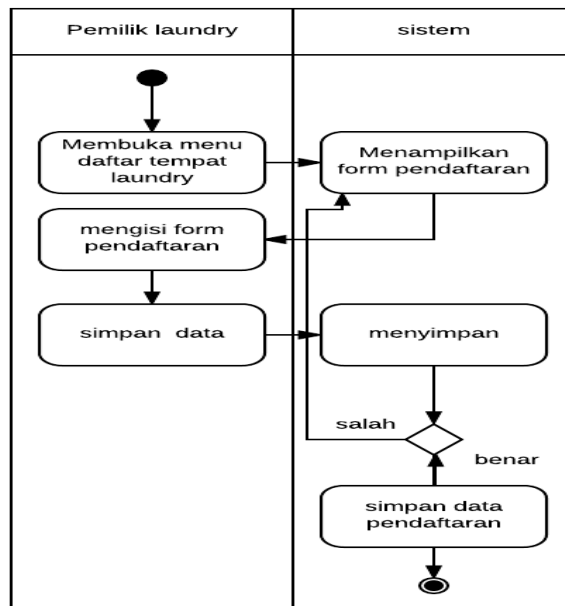 Pemilik laundry
sistem
Membuka menu
daftar tempat
laundry
Menampilkan
form pendaftaran
mengisi form
pendaftaran
simpan data
menyimpan
salah
benar
simpan data
pendaftaran